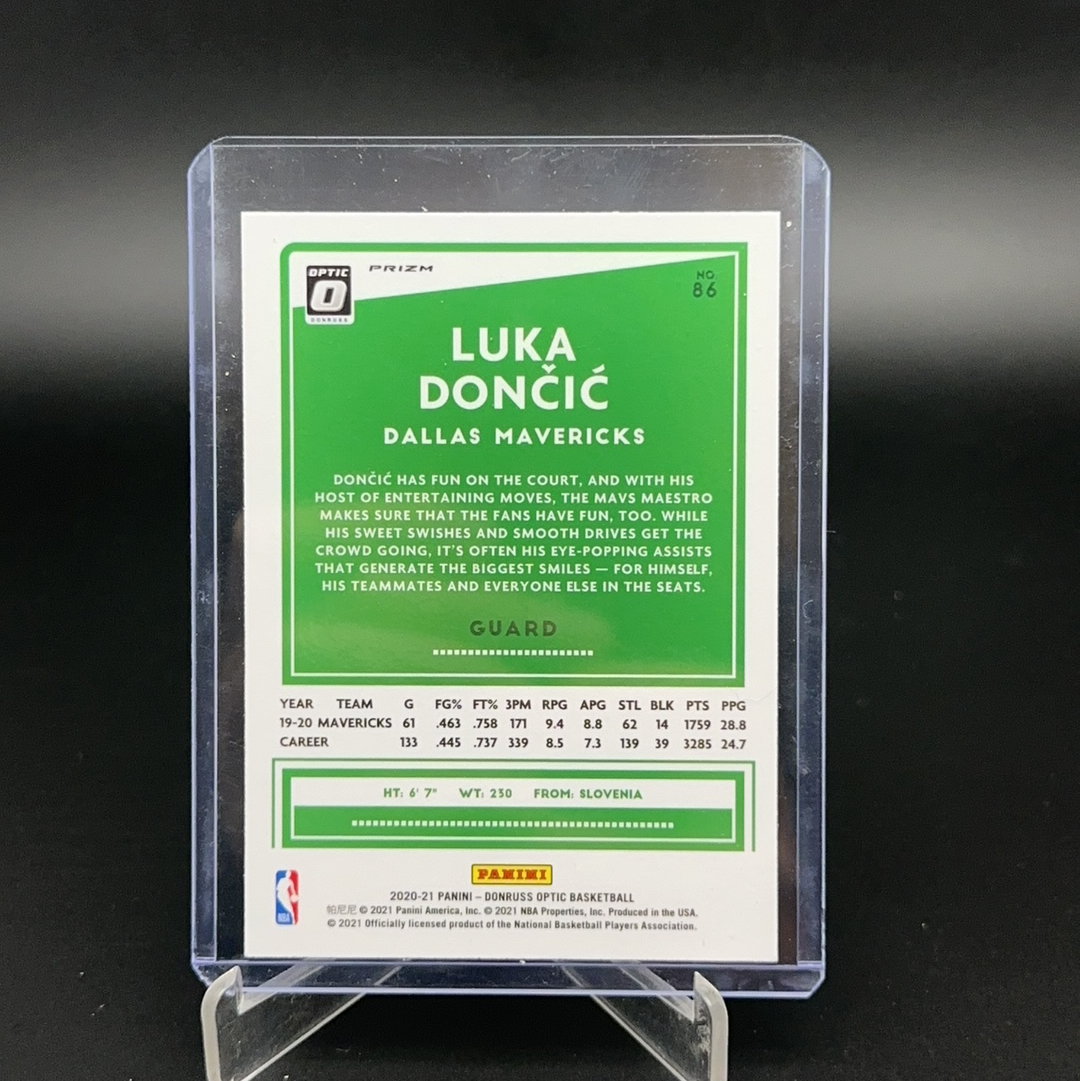 OPTIC
DONRUSS
PRIZM
NO.
86
LUKA
DONČIĆ
DALLAS MAVERICKS
DONČIĆ HAS FUN ON THE COURT, AND WITH HIS
HOST OF ENTERTAINING MOVES, THE MAVS MAESTRO
MAKES SURE THAT THE FANS HAVE FUN, TOO. WHILE
HIS SWEET SWISHES AND SMOOTH DRIVES GET THE
CROWD GOING, IT'S OFTEN HIS EYE-POPPING ASSISTS
THAT GENERATE THE BIGGEST SMILES — FOR HIMSELF,
HIS TEAMMATES AND EVERYONE ELSE IN THE SEATS.
GUARD
YEAR TEAM G FG% FT% 3PM RPG APG STL BLK PTS PPG
19-20 MAVERICKS 61 .463 .758 171 9.4 8.8 62 14 1759 28.8
CAREER 133 .445 .737 339 8.5 7.3 139 39 3285 24.7
HT: 6' 7" WT: 230 FROM: SLOVENIA
PANINI
NBA
2020-21 PANINI – DONRUSS OPTIC BASKETBALL
帕尼尼 © 2021 Panini America, Inc. © 2021 NBA Properties, Inc. Produced in the USA.
© 2021 Officially licensed product of the National Basketball Players Association.